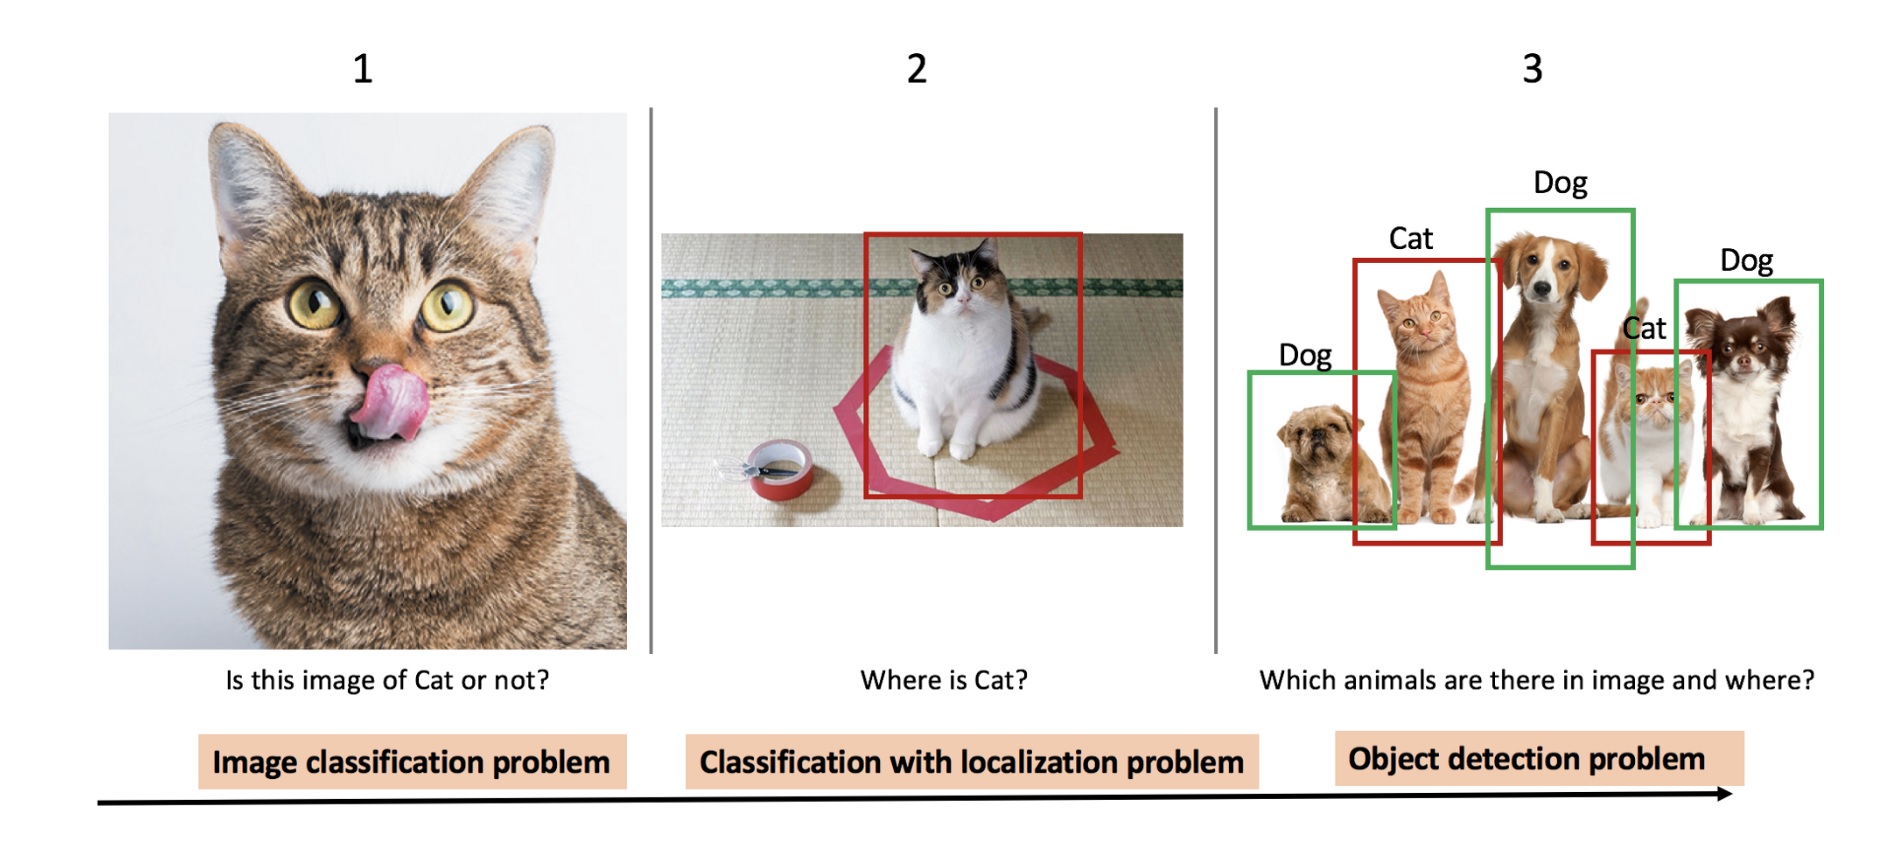 1
2
3
Dog
Cat
Dog
Cat
Dog
Is this image of Cat or not?
Where is Cat?
Which animals are there in image and where?
Image classification problem
Classification with localization problem
Object detection problem